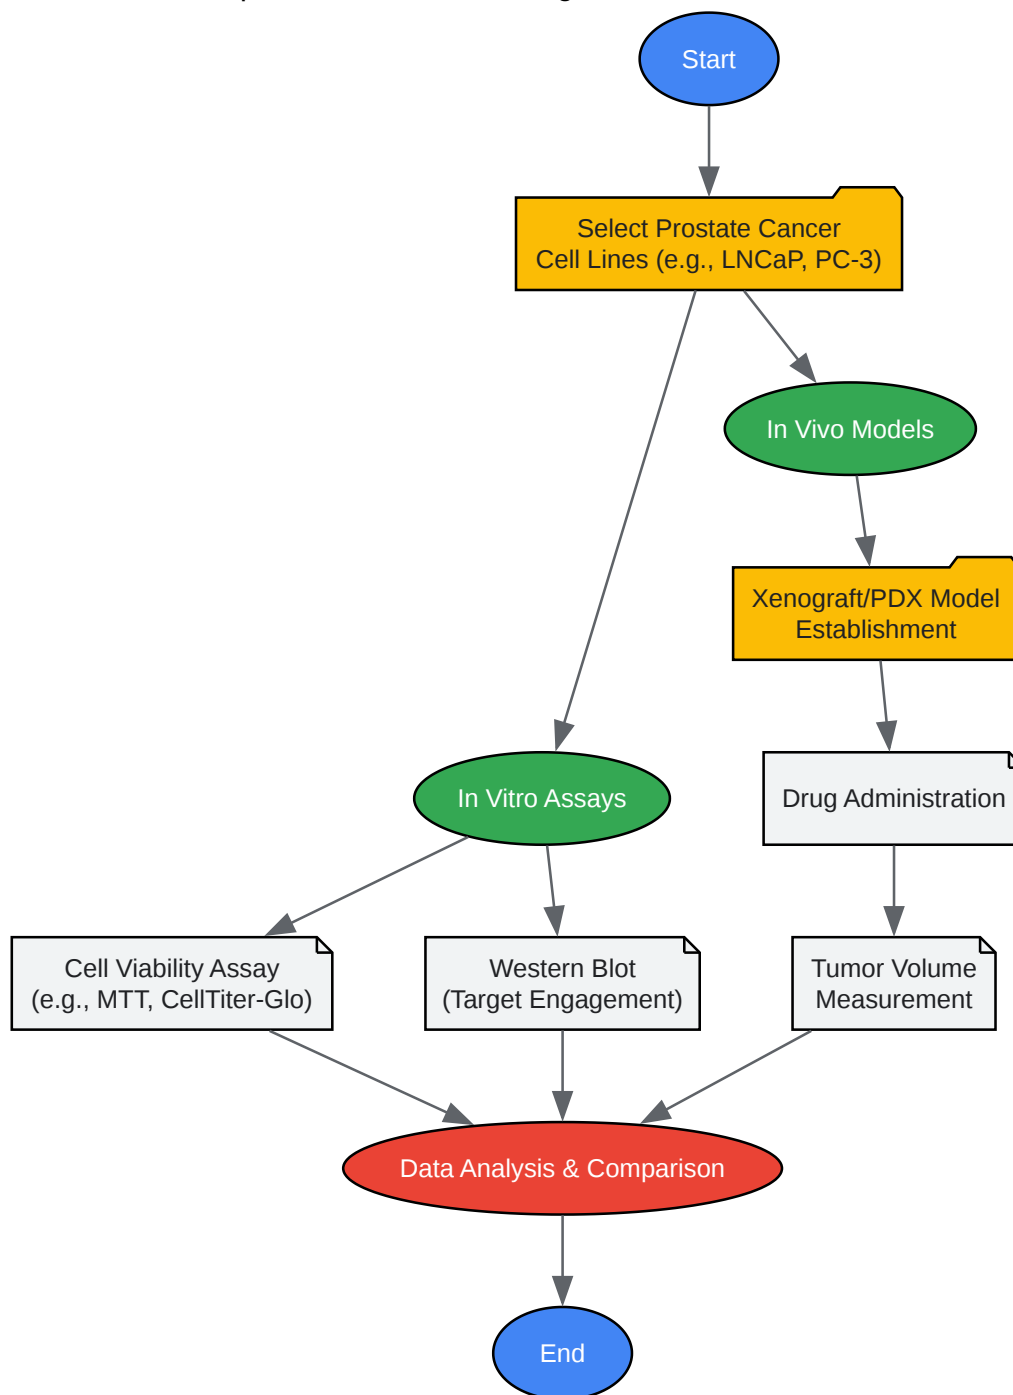 Start
Select Prostate Cancer
Cell Lines (e.g., LNCaP, PC-3)
In Vivo Models
Xenograft/PDX Model
Establishment
In Vitro Assays
Drug Administration
Cell Viability Assay
(e.g., MTT, CellTiter-Glo)
Western Blot
(Target Engagement)
Tumor Volume
Measurement
Data Analysis & Comparison
End